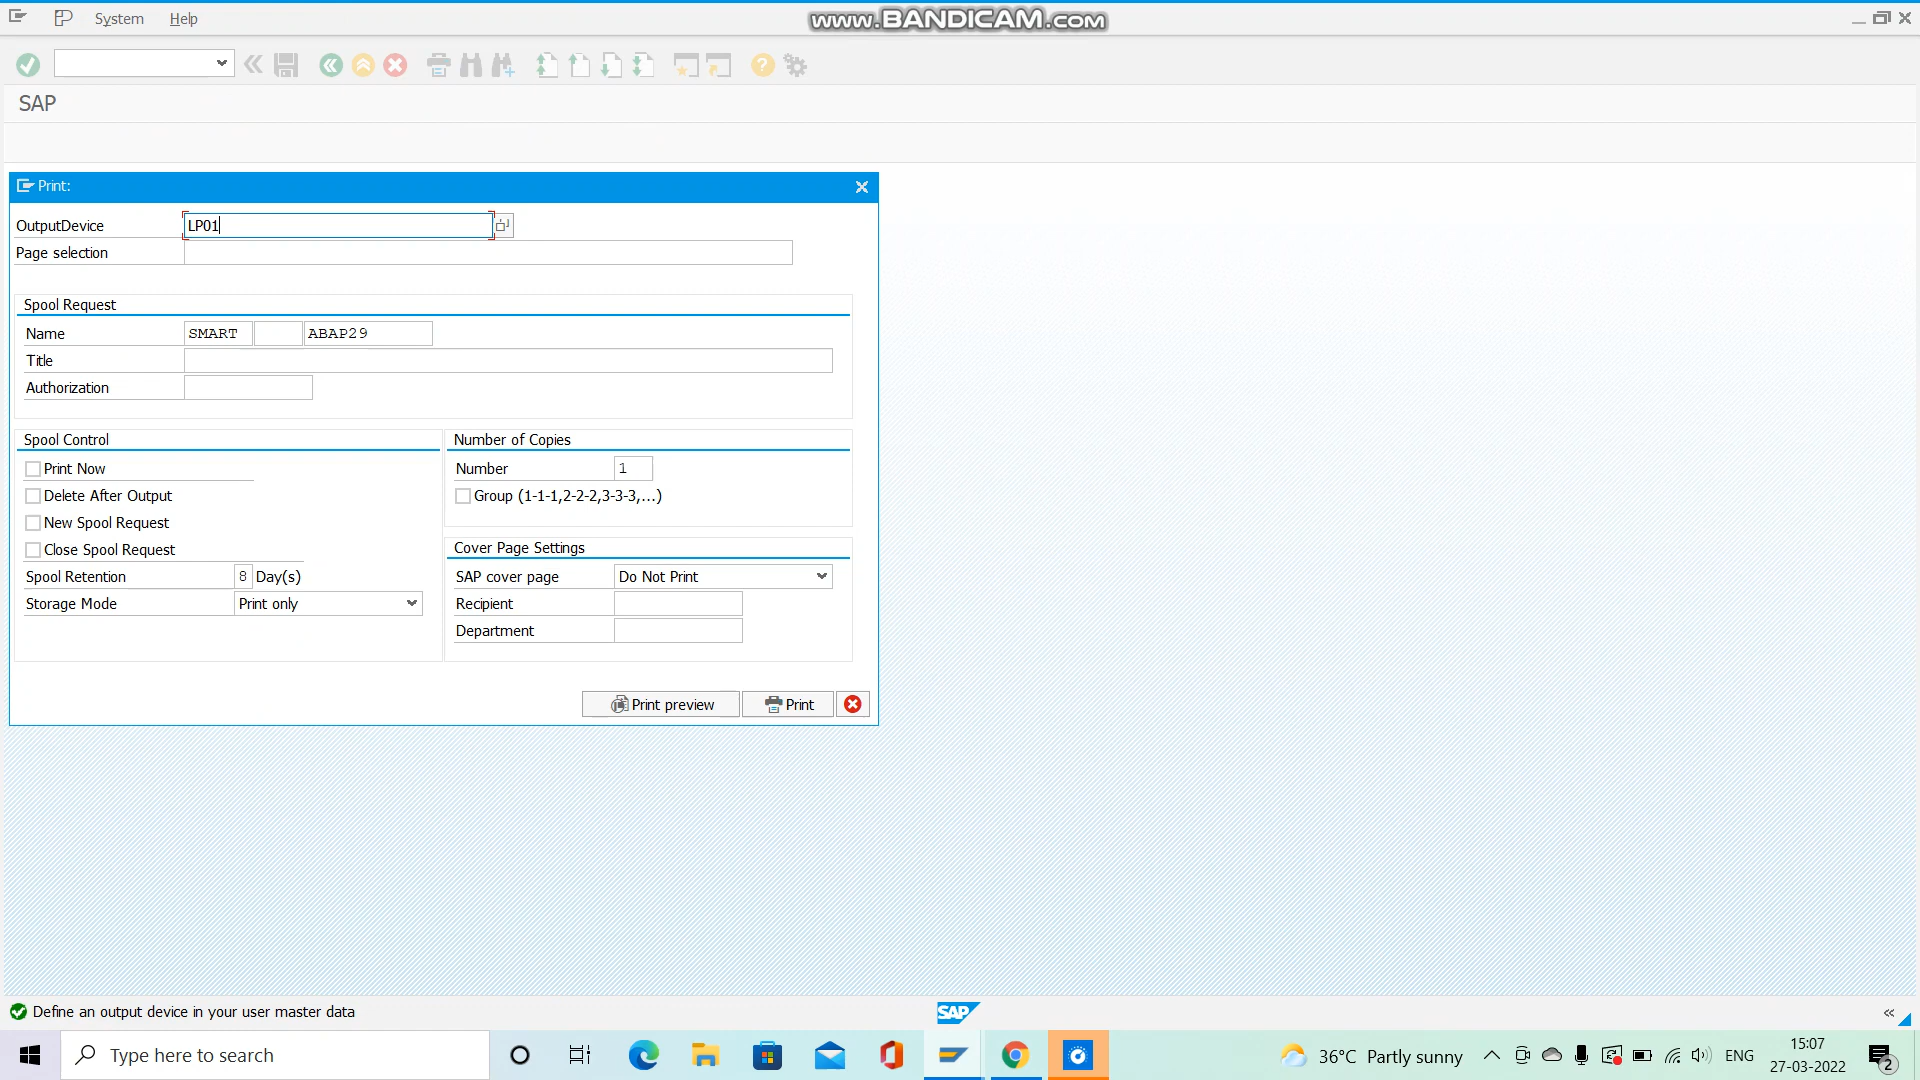 System Help
www.BANDICAM.com
SAP
Print:
OutputDevice LP01
Page selection
Spool Request
Name SMART ABAP29
Title
Authorization
Spool Control
Print Now
Delete After Output
New Spool Request
Close Spool Request
Spool Retention 8 Day(s)
Storage Mode Print only
Number of Copies
Number 1
Group (1-1-1,2-2-2,3-3-3,...)
Cover Page Settings
SAP cover page Do Not Print
Recipient
Department
Print preview Print
Define an output device in your user master data
SAP
Type here to search
36°C Partly sunny
ENG
15:07
27-03-2022
2